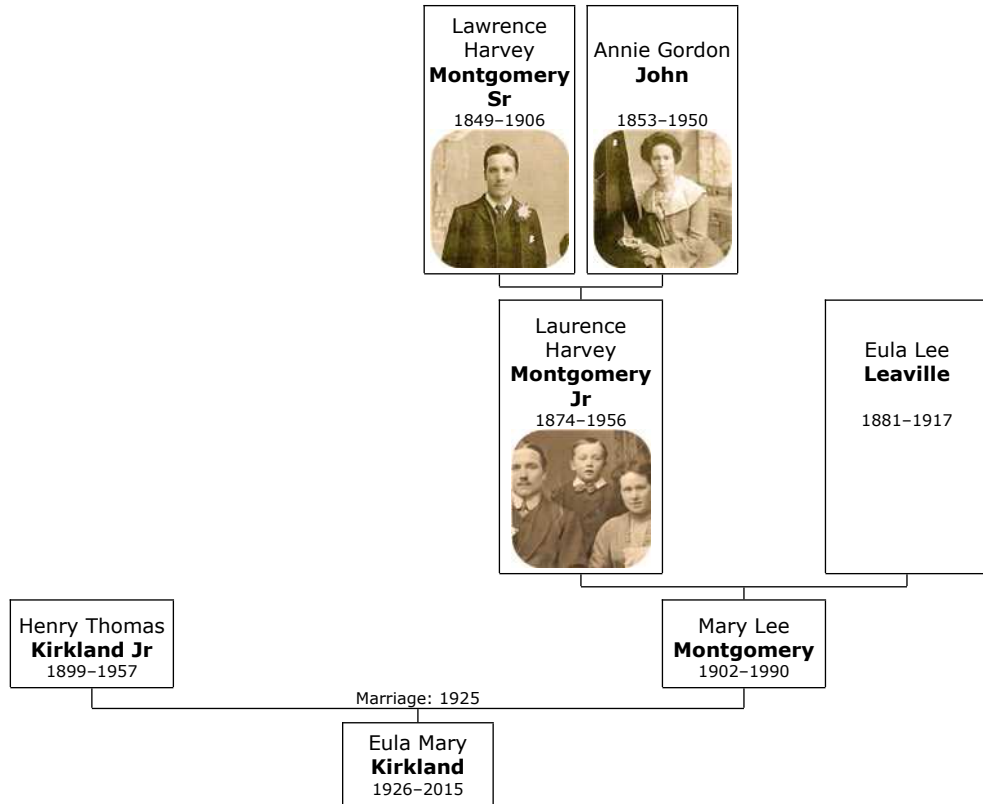 Lawrence
Harvey
Montgomery
Sr
1849–1906
Annie Gordon
John
1853–1950
Laurence
Harvey
Montgomery
Jr
1874–1956
Eula Lee
Leaville
1881–1917
Henry Thomas
Kirkland Jr
1899–1957
Mary Lee
Montgomery
1902–1990
Marriage: 1925
Eula Mary
Kirkland
1926–2015